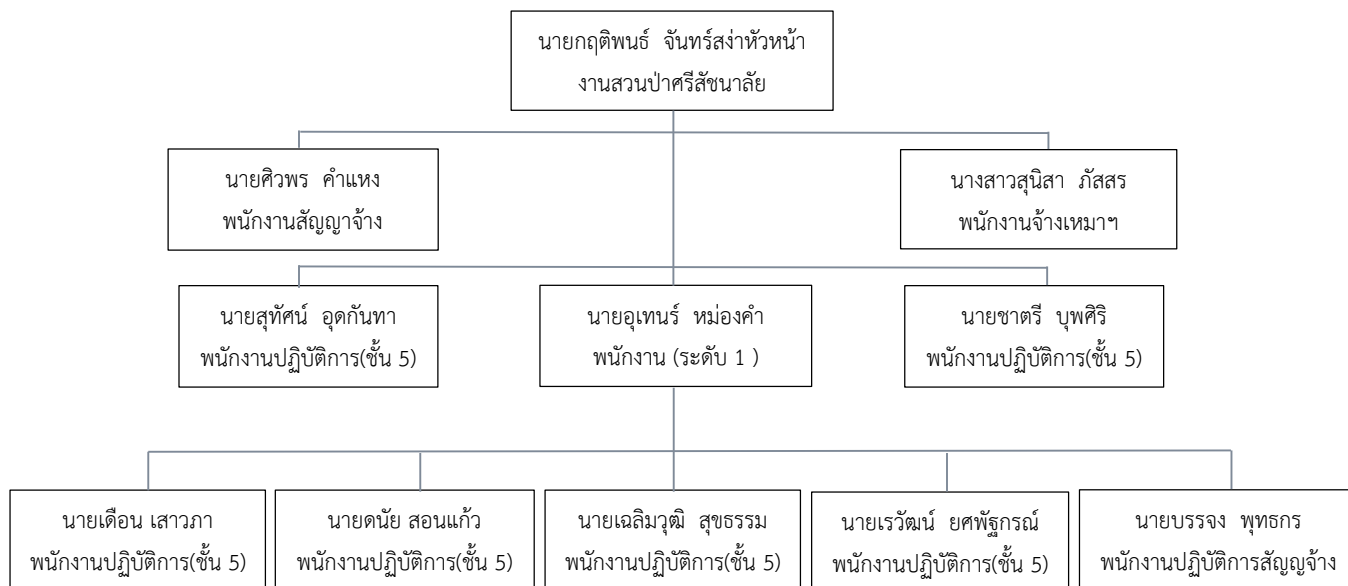 นายกฤติพนธ์ จันทร์สง่าหัวหน้า
งานสวนป่าศรีสัชนาลัย
นายศิวพร คำแหง
พนักงานสัญญาจ้าง
นางสาวสุนิสา ภัสสร
พนักงานจ้างเหมาฯ
นายสุทัศน์ อุดกันทา
พนักงานปฏิบัติการ(ชั้น 5)
นายอุเทนร์ หม่องคำ
พนักงาน (ระดับ 1 )
นายชาตรี บุพศิริ
พนักงานปฏิบัติการ(ชั้น 5)
นายเดือน เสาวภา
พนักงานปฏิบัติการ(ชั้น 5)
นายดนัย สอนแก้ว
พนักงานปฏิบัติการ(ชั้น 5)
นายเฉลิมวุฒิ สุขธรรม
พนักงานปฏิบัติการ(ชั้น 5)
นายเรวัฒน์ ยศพัฐกรณ์
พนักงานปฏิบัติการ(ชั้น 5)
นายบรรจง พุทธกร
พนักงานปฏิบัติการสัญญจ้าง